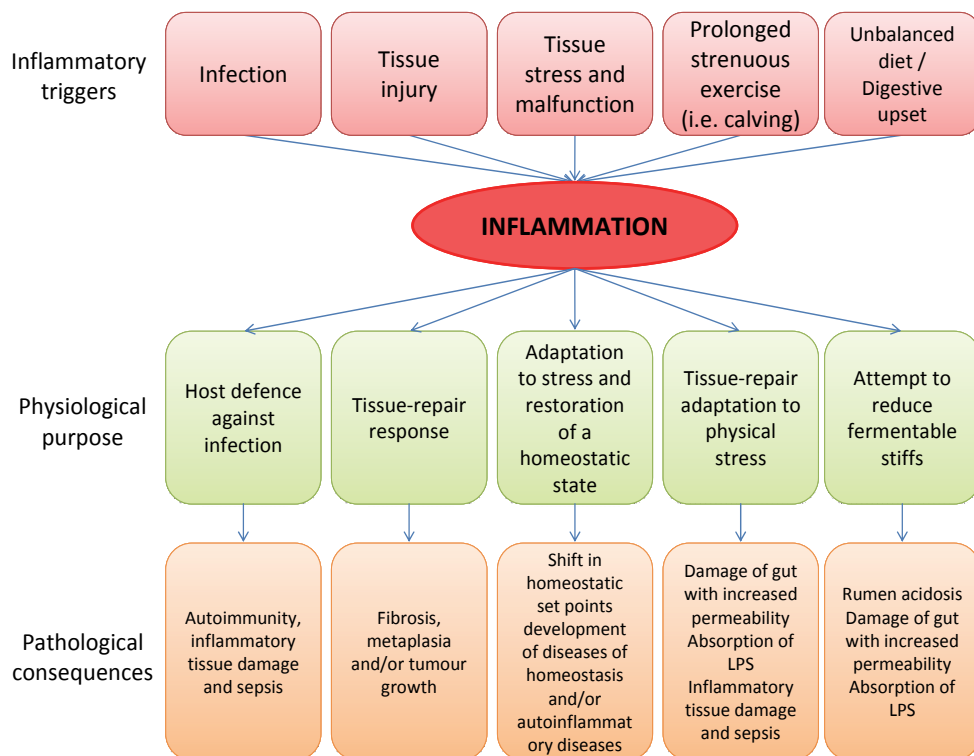 Inflammatory
triggers
Infection
Tissue
injury
Tissue
stress and
malfunction
Prolonged
strenuous
exercise
(i.e. calving)
Unbalanced
diet /
Digestive
upset
INFLAMMATION
Physiological
purpose
Host defence
against
infection
Tissue-repair
response
Adaptation
to stress and
restoration
of a
homeostatic
state
Tissue-repair
adaptation to
physical
stress
Attempt to
reduce
fermentable
stiffs
Pathological
consequences
Autoimmunity,
inflammatory
tissue damage
and sepsis
Fibrosis,
metaplasia
and/or tumour
growth
Shift in
homeostatic
set points
development
of diseases of
homestasis
and/or
autoinflammat
ory diseases
Damage of gut
with increased
permeability
Absorption of
LPS
Inflammatory
tissue damage
and sepsis
Rumen acidosis
Damage of gut
with increased
permeability
Absorption of
LPS